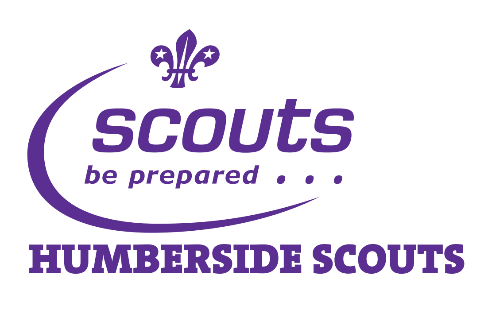 scouts
be prepared . . .
HUMBERSIDE SCOUTS